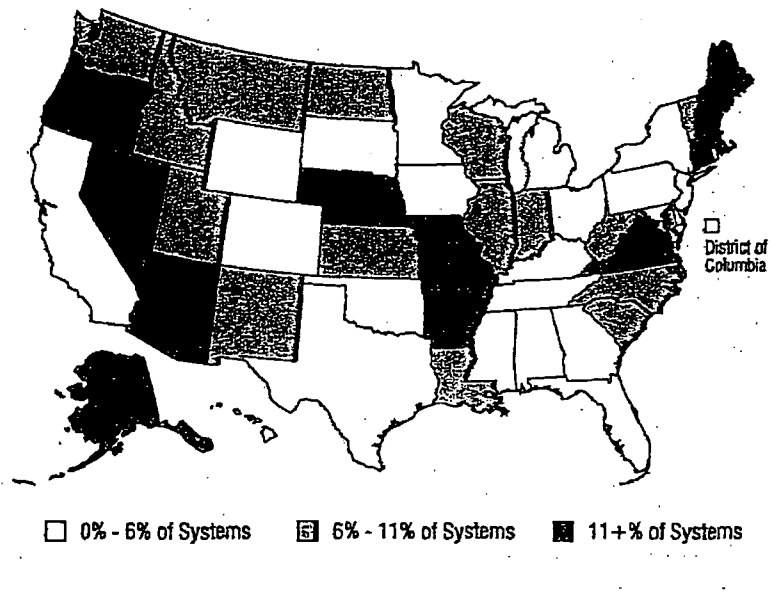 District of
Columbia
0% - 6% of Systems
6% - 11% of Systems
11+% of Systems